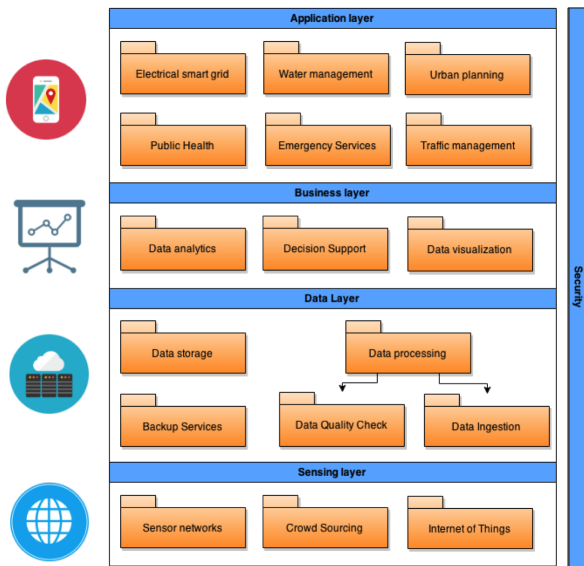 Application layer
Electrical smart grid
Water management
Urban planning
Public Health
Emergency Services
Traffic management
Business layer
Data analytics
Decision Support
Data visualization
Data Layer
Data storage
Data processing
Backup Services
Data Quality Check
Data Ingestion
Sensing layer
Sensor networks
Crowd Sourcing
Internet of Things
Security